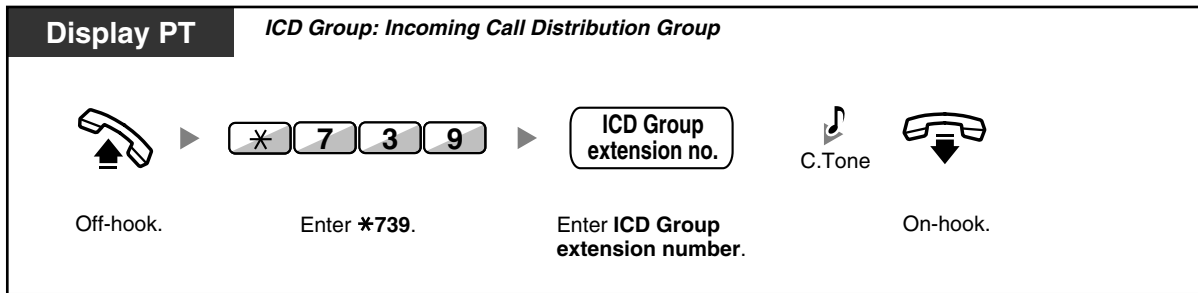 Display PT
ICD Group: Incoming Call Distribution Group
* 7 3 9
ICD Group
extension no.
C.Tone
Off-hook.
Enter *739.
Enter ICD Group
extension number.
On-hook.